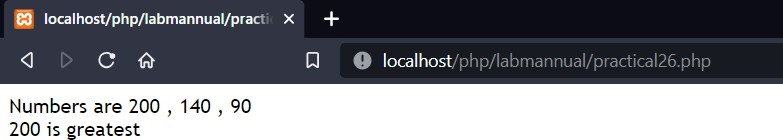 localhost/php/labmannual/practic
localhost/php/labmannual/practical26.php
Numbers are 200 , 140 , 90
200 is greatest